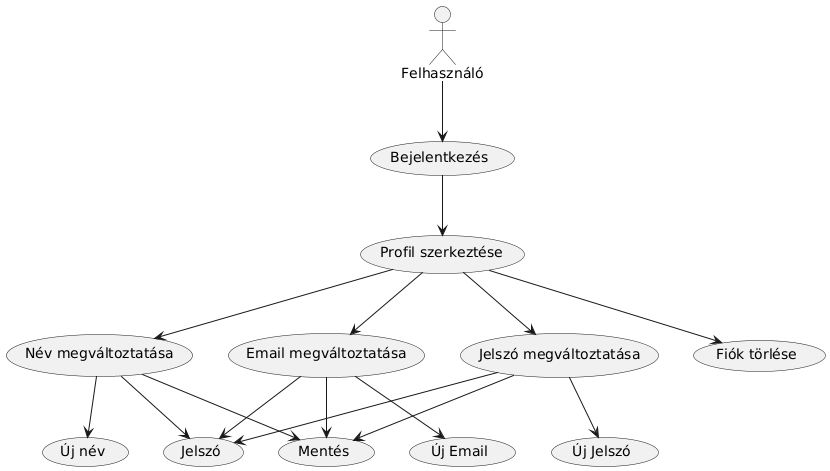 Felhasználó
Bejelentkezés
Profil szerkeztése
Név megváltoztatása
Email megváltoztatása
Jelszó megváltoztatása
Fiók törlése
Új név
Jelszó
Mentés
Új Email
Új Jelszó